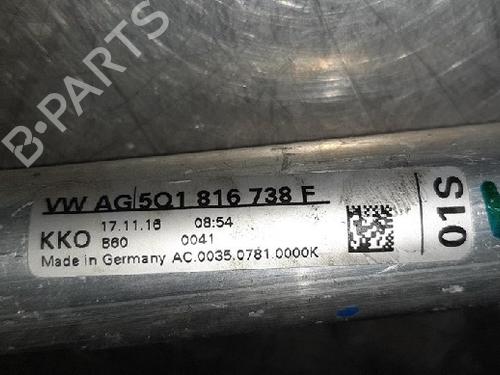 B-PARTS
VW AG 5Q1 816 738 F
KKO 17.11.16 08:54
B60 0041
Made in Germany AC.0035.0781.0000K
01S